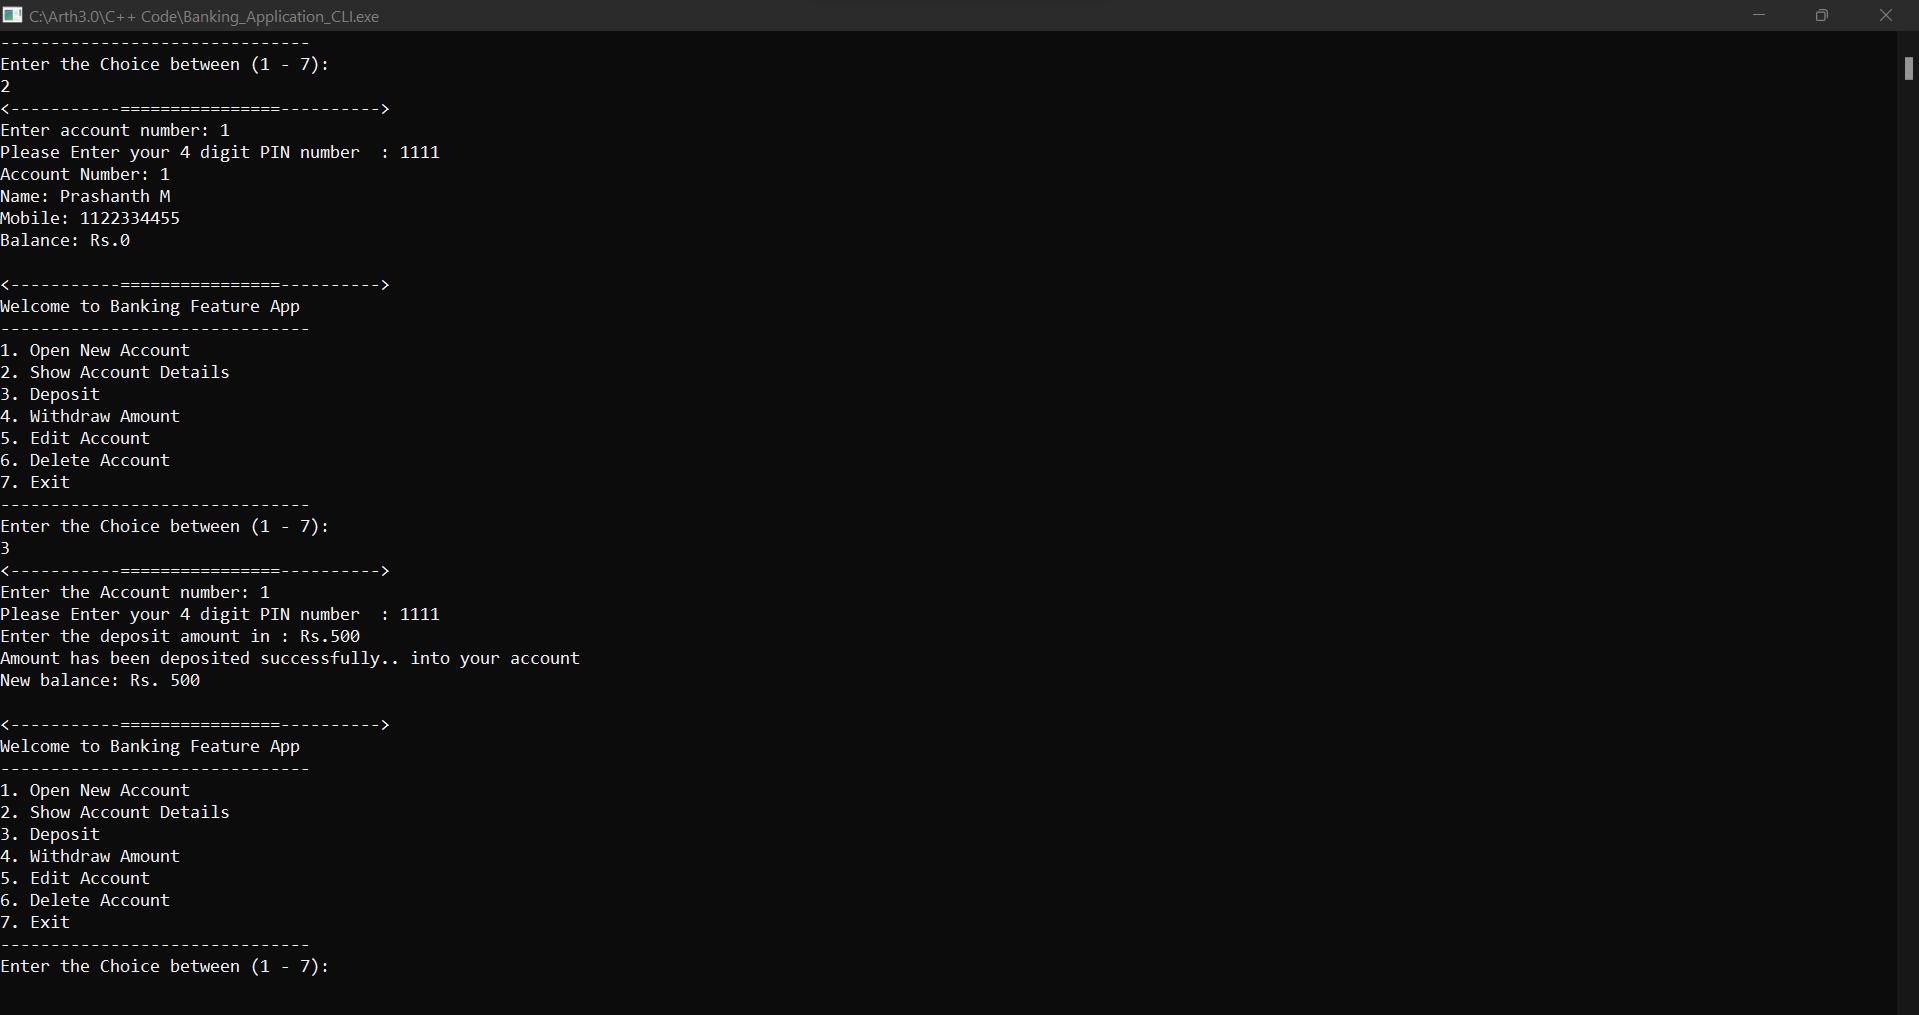 C:\Arth3.0\C++ Code\Banking_Application_CLI.exe
-------------------------------
Enter the Choice between (1 - 7):
2
<-----------================---------->
Enter account number: 1
Please Enter your 4 digit PIN number  : 1111
Account Number: 1
Name: Prashanth M
Mobile: 1122334455
Balance: Rs.0
<-----------================---------->
Welcome to Banking Feature App
-------------------------------
1. Open New Account
2. Show Account Details
3. Deposit
4. Withdraw Amount
5. Edit Account
6. Delete Account
7. Exit
-------------------------------
Enter the Choice between (1 - 7):
3
<-----------================---------->
Enter the Account number: 1
Please Enter your 4 digit PIN number  : 1111
Enter the deposit amount in : Rs.500
Amount has been deposited successfully.. into your account
New balance: Rs. 500
<-----------================---------->
Welcome to Banking Feature App
-------------------------------
1. Open New Account
2. Show Account Details
3. Deposit
4. Withdraw Amount
5. Edit Account
6. Delete Account
7. Exit
-------------------------------
Enter the Choice between (1 - 7):